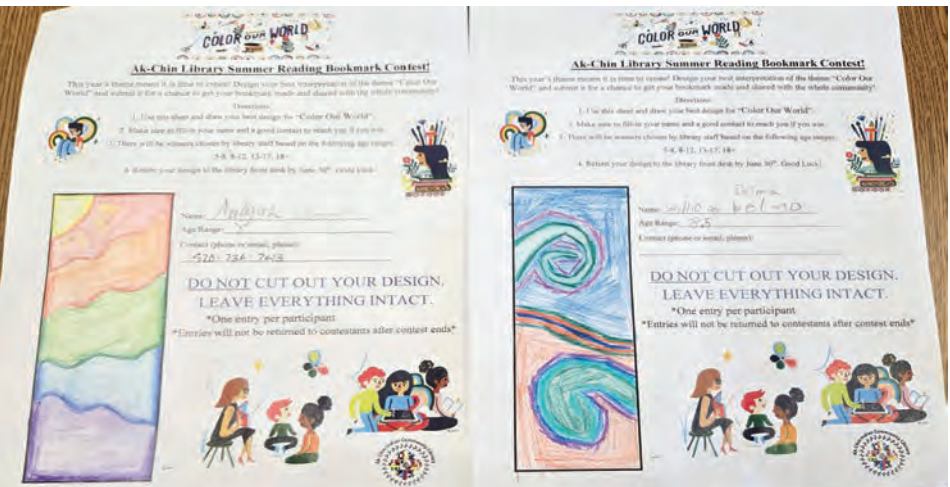 COLOR OUR WORLD
Ak-Chin Library Summer Reading Bookmark Contest!
This year's theme means it is time to create! Design your best interpretation of the theme "Color Our
World" and submit it for a chance to get your bookmark made and shared with the whole community!
Directions:
1. Use this sheet and draw your best design for "Color Our World".
2. Make sure to fill-in your name and a good contact to reach you if you win.
3. There will be winners chosen by library staff based on the following age ranges:
5-8, 8-12, 13-17, 18+
4. Return your design to the library front desk by June 30th. Good Luck!
Name:
Age Range:
Contact (phone or email, please):
520-736-7613
DO NOT CUT OUT YOUR DESIGN.
LEAVE EVERYTHING INTACT.
*One entry per participant
*Entries will not be returned to contestants after contest ends*
COLOR OUR WORLD
Ak-Chin Library Summer Reading Bookmark Contest!
This year's theme means it is time to create! Design your best interpretation of the theme "Color Our
World" and submit it for a chance to get your bookmark made and shared with the whole community!
Directions:
1. Use this sheet and draw your best design for "Color Our World".
2. Make sure to fill-in your name and a good contact to reach you if you win.
3. There will be winners chosen by library staff based on the following age ranges:
5-8, 8-12, 13-17, 18+
4. Return your design to the library front desk by June 30th. Good Luck!
Name:
Age Range:
Contact (phone or email, please):
DO NOT CUT OUT YOUR DESIGN.
LEAVE EVERYTHING INTACT.
*One entry per participant
*Entries will not be returned to contestants after contest ends*